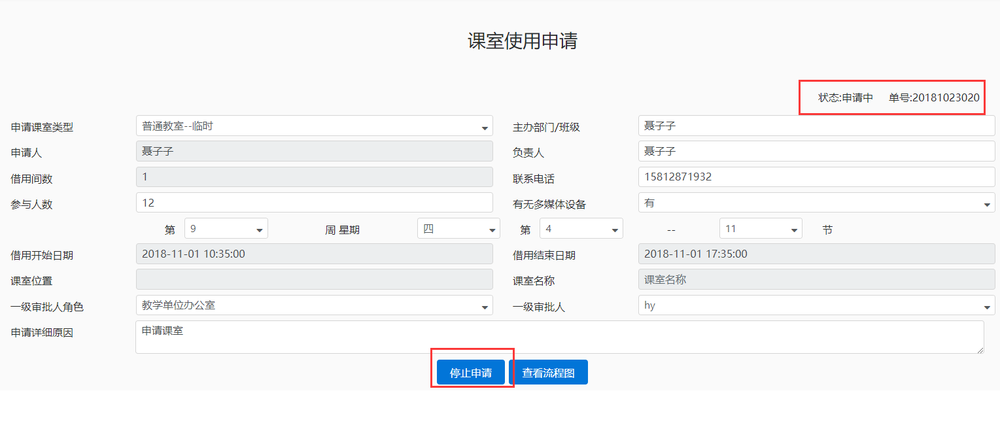 课室使用申请
状态:申请中 单号:20181023020
申请课室类型 普通教室--临时 主办部门/班级 聂子子
申请人 聂子子 负责人 聂子子
借用间数 1 联系电话 15812871932
参与人数 12 有无多媒体设备 有
第 9 周 星期 四 第 4 -- 11 节
借用开始日期 2018-11-01 10:35:00 借用结束日期 2018-11-01 17:35:00
课室位置 课室名称 课室名称
一级审批人角色 教学单位办公室 一级审批人 hy
申请详细原因 申请课室
停止申请 查看流程图